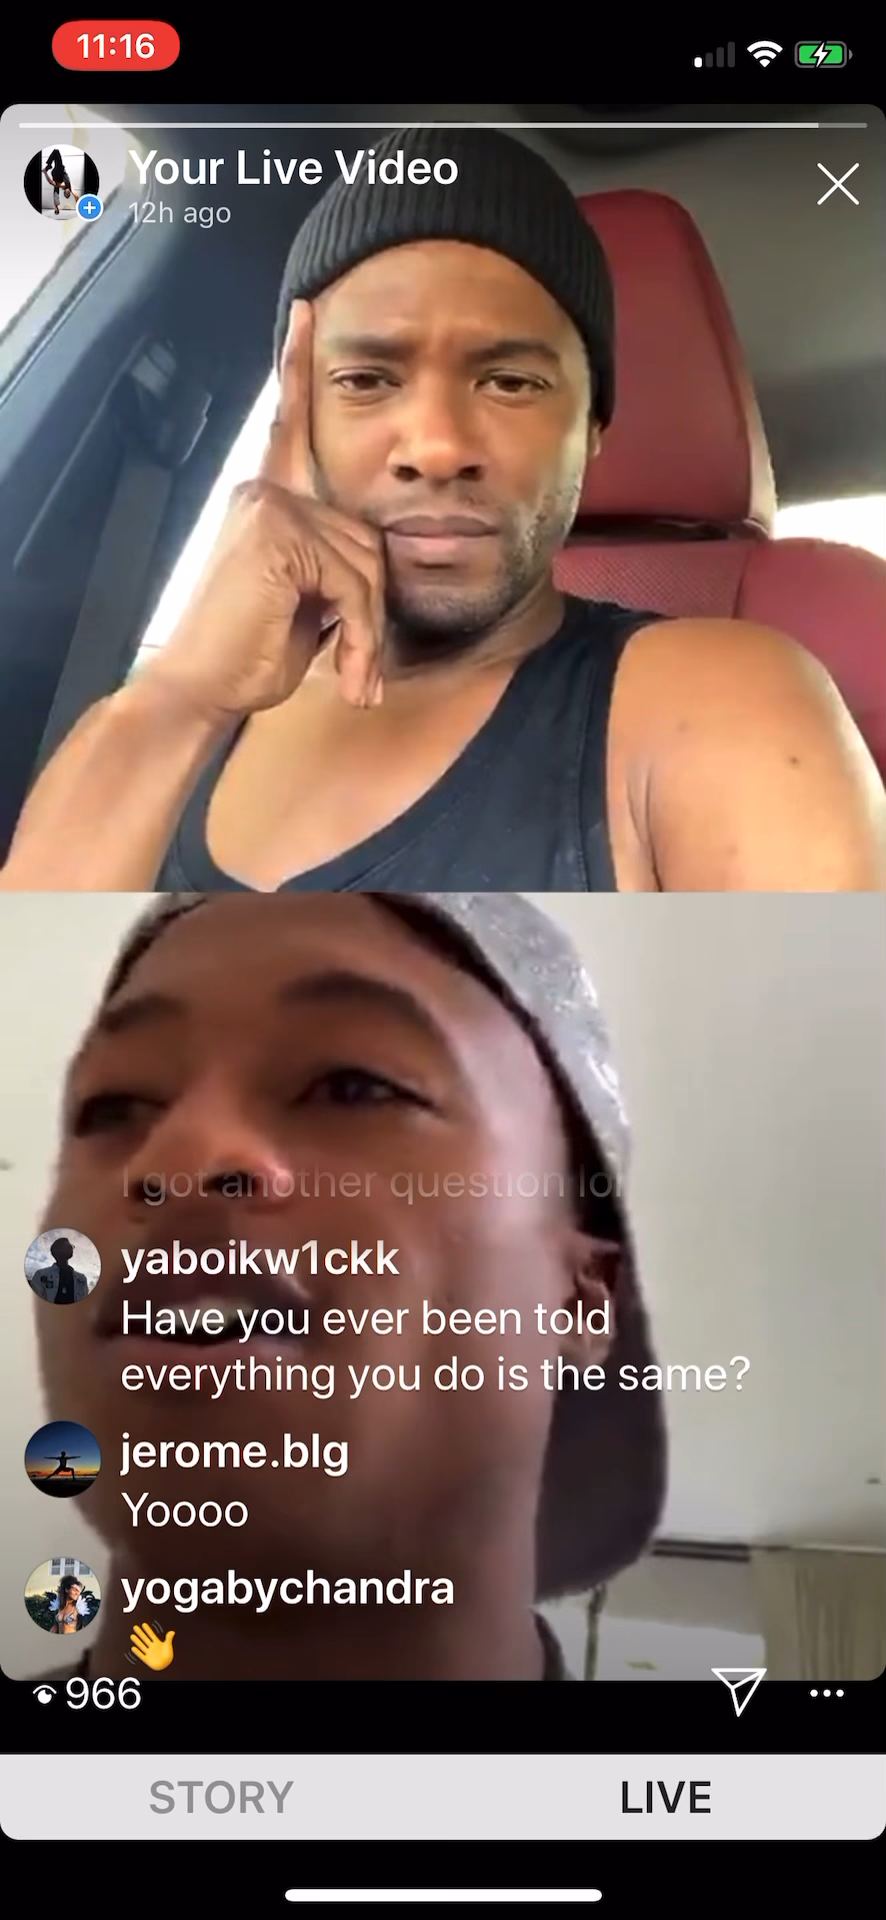 11:16
Your Live Video
12h ago
I got another question lol
yaboikw1ckk
Have you ever been told
everything you do is the same?
jerome.blg
Yoooo
yogabychandra
👋
966
STORY
LIVE